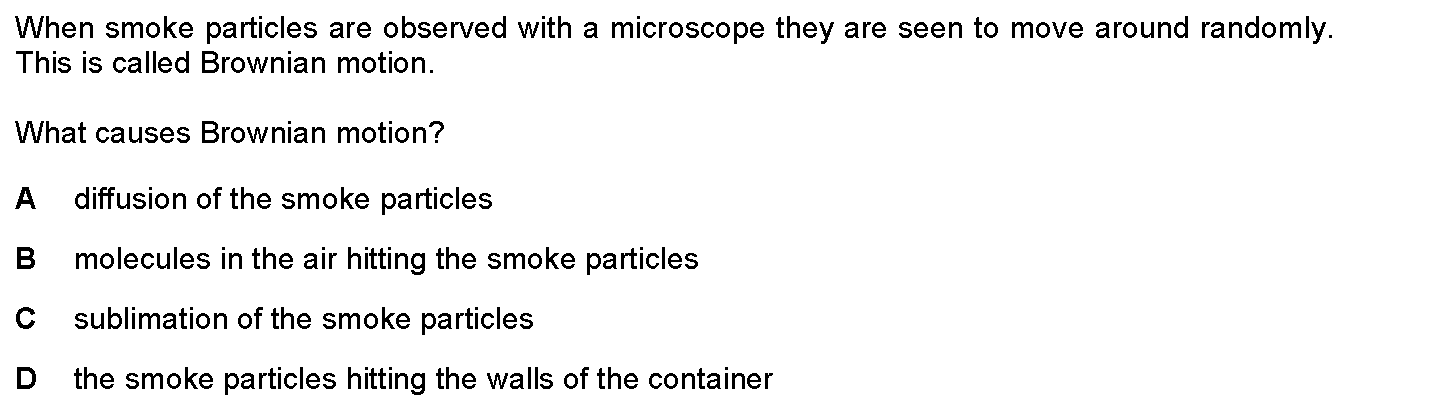 When smoke particles are observed with a microscope they are seen to move around randomly.
This is called Brownian motion.
What causes Brownian motion?
A diffusion of the smoke particles
B molecules in the air hitting the smoke particles
C sublimation of the smoke particles
D the smoke particles hitting the walls of the container